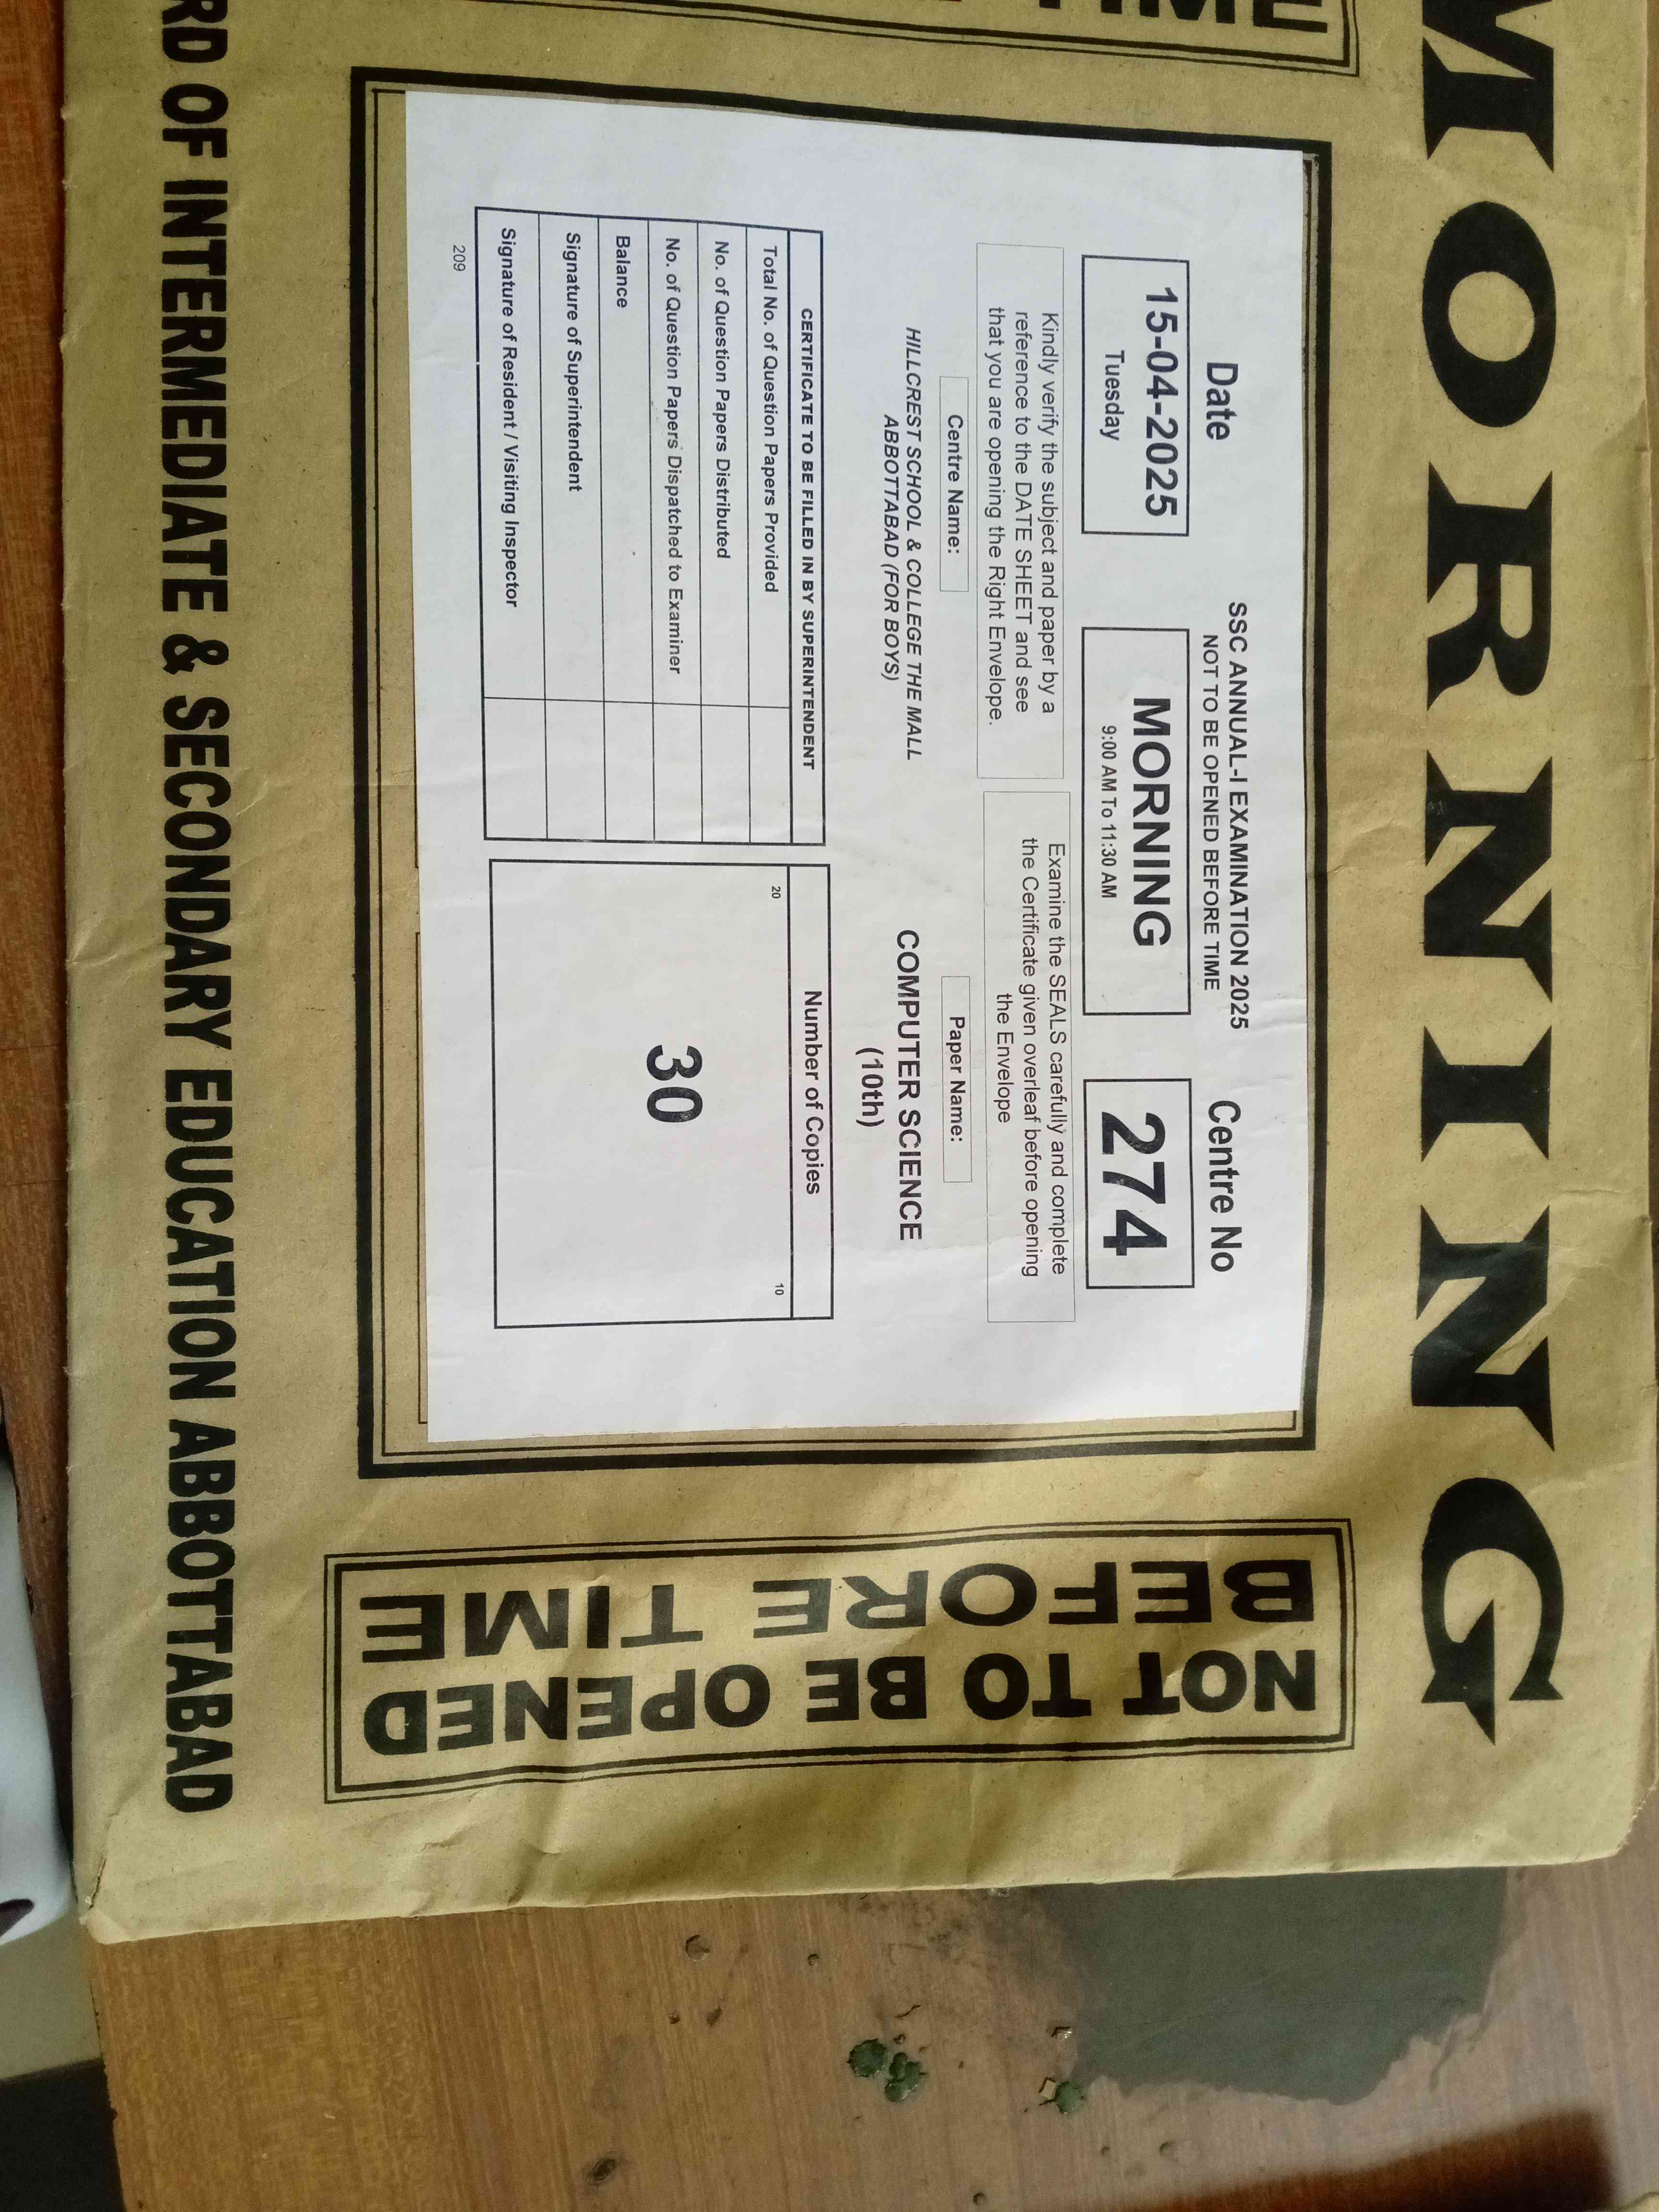 MORNING
TIME
SSC ANNUAL-I EXAMINATION 2025
NOT TO BE OPENED BEFORE TIME
Date
Centre No
15-04-2025
Tuesday
MORNING
9:00 AM To 11:30 AM
274
Kindly verify the subject and paper by a
reference to the DATE SHEET and see
that you are opening the Right Envelope.
Examine the SEALS carefully and complete
the Certificate given overleaf before opening
the Envelope
Centre Name:
Paper Name:
HILLCREST SCHOOL & COLLEGE THE MALL
ABBOTTABAD (FOR BOYS)
COMPUTER SCIENCE
(10th)
CERTIFICATE TO BE FILLED IN BY SUPERINTENDENT
Total No. of Question Papers Provided
No. of Question Papers Distributed
No. of Question Papers Dispatched to Examiner
Balance
Signature of Superintendent
Signature of Resident / Visiting Inspector
Number of Copies
20
10
30
209
NOT TO BE OPENED
BEFORE TIME
RD OF INTERMEDIATE & SECONDARY EDUCATION ABBOTTABAD